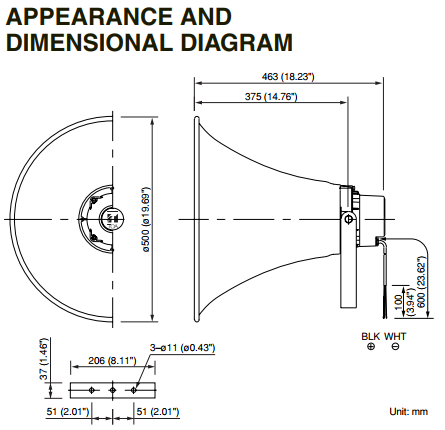 APPEARANCE AND
DIMENSIONAL DIAGRAM
463 (18.23")
375 (14.76")
ø500 (ø19.69")
100
(3.94")
600 (23.62")
BLK WHT
⊕ ⊖
206 (8.11")
3–ø11 (ø0.43")
37 (1.46")
51 (2.01")
51 (2.01")
Unit: mm